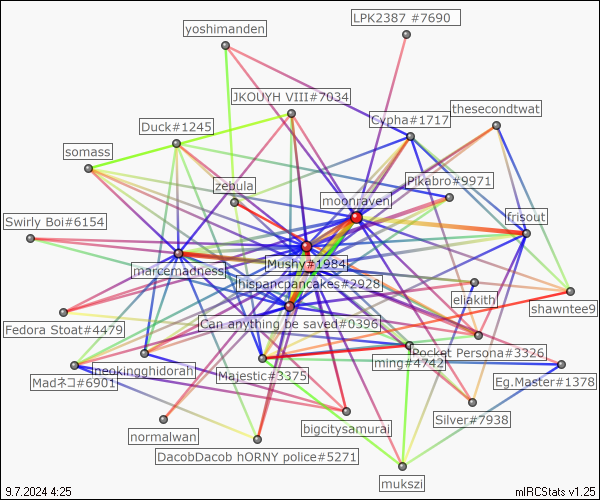 LPK2387 #7690
yoshimanden
JKOUYH VIII#7034
thesecondtwat
Cypha#1717
Duck#1245
somass
Pikabro#9971
zebula
moonraven
frisout
Swirly Boi#6154
Mushy#1984
marcemadness
hispancpancakes#2928
eliakith
shawntee9
Can anything be saved#0396
Fedora Stoat#4479
Pocket Persona#3326
ming#4742
neokingghidorah
Majestic#3375
Madネコ#6901
Eg.Master#1378
Silver#7938
bigcitysamurai
normalwan
DacobDacob hORNY police#5271
mukszi
9.7.2024 4:25
mIRCStats v1.25